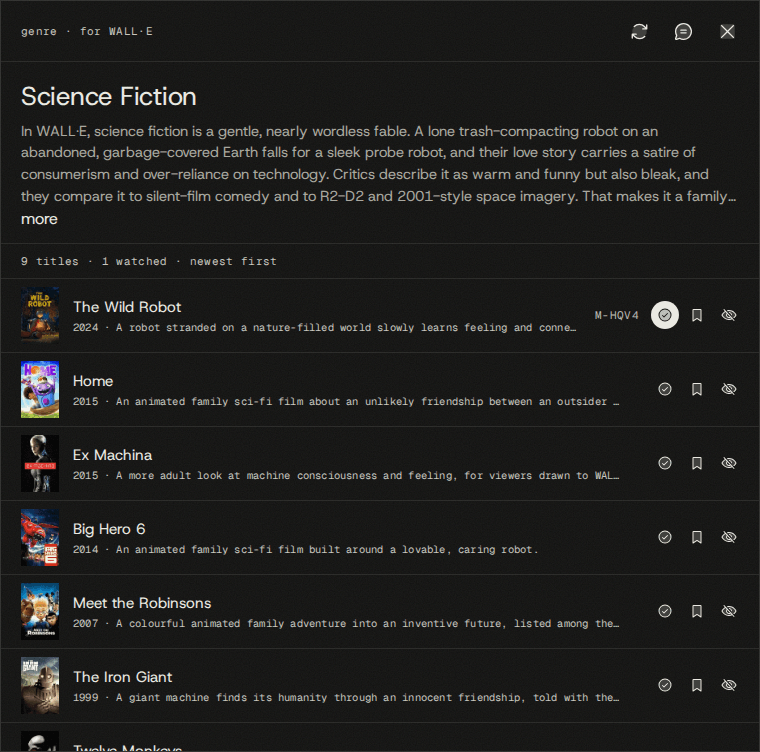 genre · for WALL·E
Science Fiction
In WALL·E, science fiction is a gentle, nearly wordless fable. A lone trash-compacting robot on an
abandoned, garbage-covered Earth falls for a sleek probe robot, and their love story carries a satire of
consumerism and over-reliance on technology. Critics describe it as warm and funny but also bleak, and
they compare it to silent-film comedy and to R2-D2 and 2001-style space imagery. That makes it a family…
more
9 titles · 1 watched · newest first
THE WILD ROBOT
The Wild Robot
M-HQV4
2024 · A robot stranded on a nature-filled world slowly learns feeling and conne…
HOME
Home
2015 · An animated family sci-fi film about an unlikely friendship between an outsider …
Ex Machina
2015 · A more adult look at machine consciousness and feeling, for viewers drawn to WAL…
Big Hero 6
2014 · An animated family sci-fi film built around a lovable, caring robot.
Meet the Robinsons
2007 · A colourful animated family adventure into an inventive future, listed among the…
The Iron Giant
1999 · A giant machine finds its humanity through an innocent friendship, told with the…
Twelve Monkeys